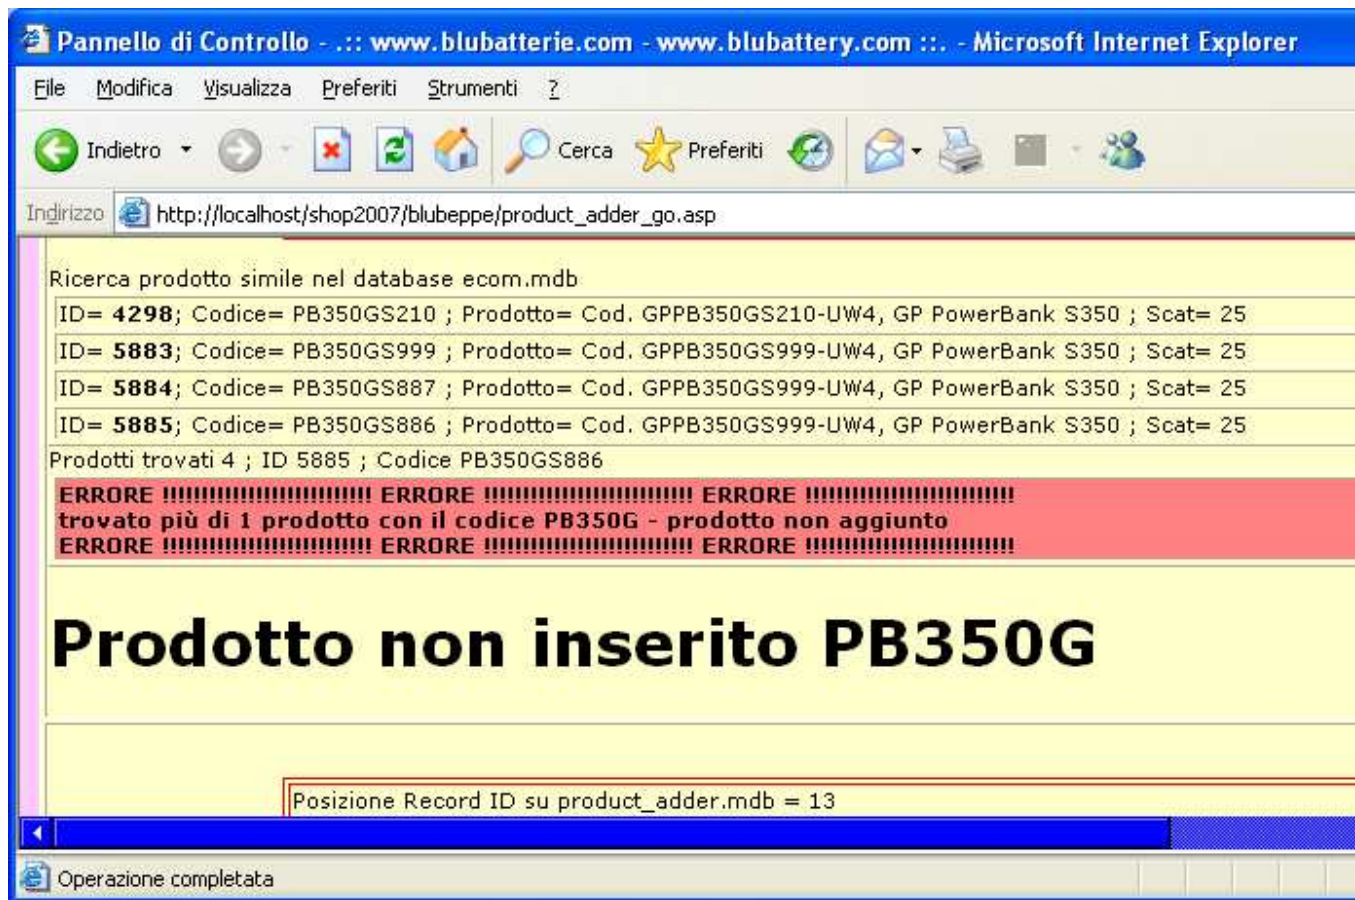 Pannello di Controllo - .:: www.blubatterie.com - www.blubattery.com ::. - Microsoft Internet Explorer
File Modifica Visualizza Preferiti Strumenti ?
Indietro Cerca Preferiti
Indirizzo http://localhost/shop2007/blubeppe/product_adder_go.asp
Ricerca prodotto simile nel database ecom.mdb
ID= 4298; Codice= PB350GS210 ; Prodotto= Cod. GPPB350GS210-UW4, GP PowerBank S350 ; Scat= 25
ID= 5883; Codice= PB350GS999 ; Prodotto= Cod. GPPB350GS999-UW4, GP PowerBank S350 ; Scat= 25
ID= 5884; Codice= PB350GS887 ; Prodotto= Cod. GPPB350GS999-UW4, GP PowerBank S350 ; Scat= 25
ID= 5885; Codice= PB350GS886 ; Prodotto= Cod. GPPB350GS999-UW4, GP PowerBank S350 ; Scat= 25
Prodotti trovati 4 ; ID 5885 ; Codice PB350GS886
ERRORE !!!!!!!!!!!!!!!!!!!!!!!!!!! ERRORE !!!!!!!!!!!!!!!!!!!!!!!!!!! ERRORE !!!!!!!!!!!!!!!!!!!!!!!!!!!
trovato più di 1 prodotto con il codice PB350G - prodotto non aggiunto
ERRORE !!!!!!!!!!!!!!!!!!!!!!!!!!! ERRORE !!!!!!!!!!!!!!!!!!!!!!!!!!! ERRORE !!!!!!!!!!!!!!!!!!!!!!!!!!!
Prodotto non inserito PB350G
Posizione Record ID su product_adder.mdb = 13
Operazione completata